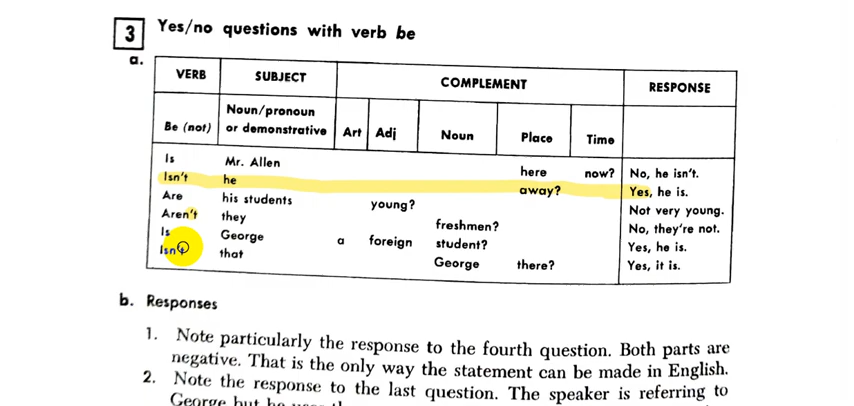 3 Yes/no questions with verb be
a.
VERB SUBJECT COMPLEMENT RESPONSE
Be (not) Noun/pronoun or demonstrative Art Adj Noun Place Time
Is Mr. Allen here now? No, he isn't.
Isn't he away? Yes, he is.
Are his students young? Not very young.
Aren't they freshmen? No, they're not.
Is George a foreign student? Yes, he is.
that George there? Yes, it is.
b. Responses
1. Note particularly the response to the fourth question. Both parts are
negative. That is the only way the statement can be made in English.
2. Note the response to the last question. The speaker is referring to
George but he